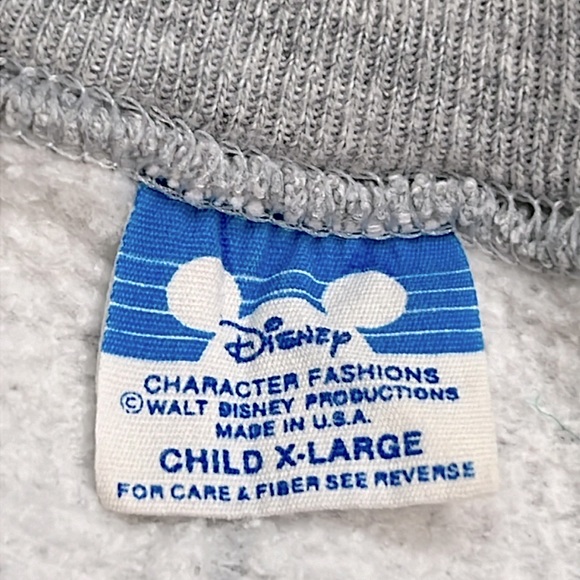 Disney
CHARACTER FASHIONS
© WALT DISNEY PRODUCTIONS
MADE IN U.S.A.
CHILD X-LARGE
FOR CARE & FIBER SEE REVERSE